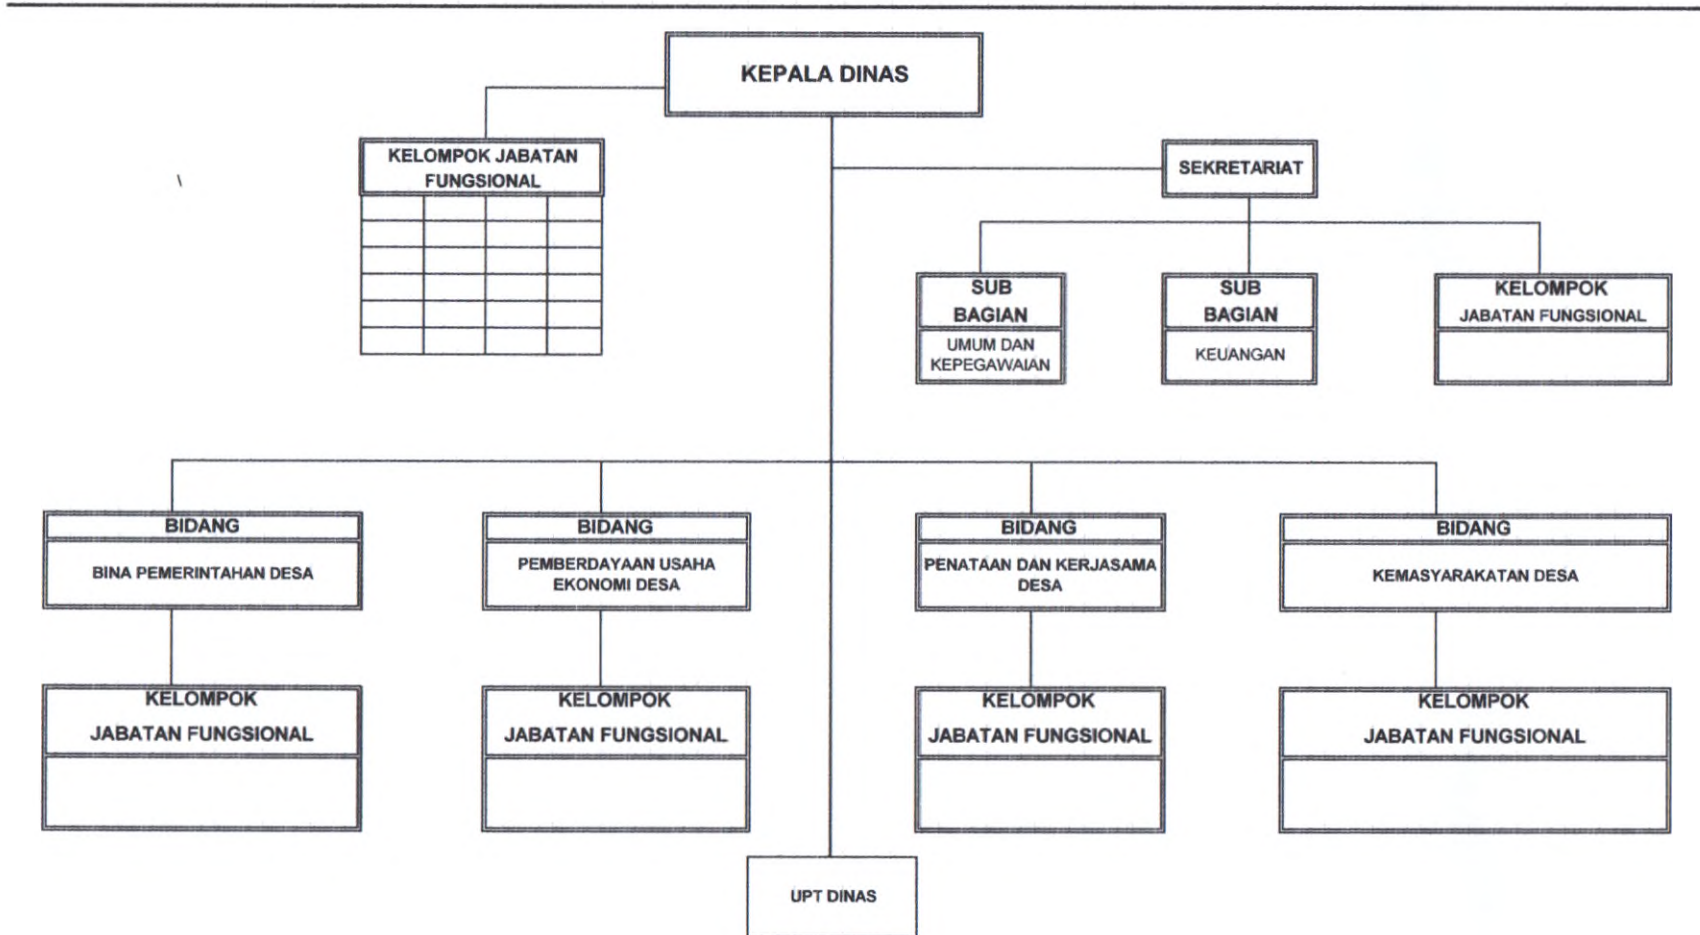 KEPALA DINAS
KELOMPOK JABATAN
FUNGSIONAL
SEKRETARIAT
SUB
BAGIAN
UMUM DAN
KEPEGAWAIAN
SUB
BAGIAN
KEUANGAN
KELOMPOK
JABATAN FUNGSIONAL
BIDANG
BINA PEMERINTAHAN DESA
BIDANG
PEMBERDAYAAN USAHA
EKONOMI DESA
BIDANG
PENATAAN DAN KERJASAMA
DESA
BIDANG
KEMASYARAKATAN DESA
KELOMPOK
JABATAN FUNGSIONAL
KELOMPOK
JABATAN FUNGSIONAL
KELOMPOK
JABATAN FUNGSIONAL
KELOMPOK
JABATAN FUNGSIONAL
UPT DINAS